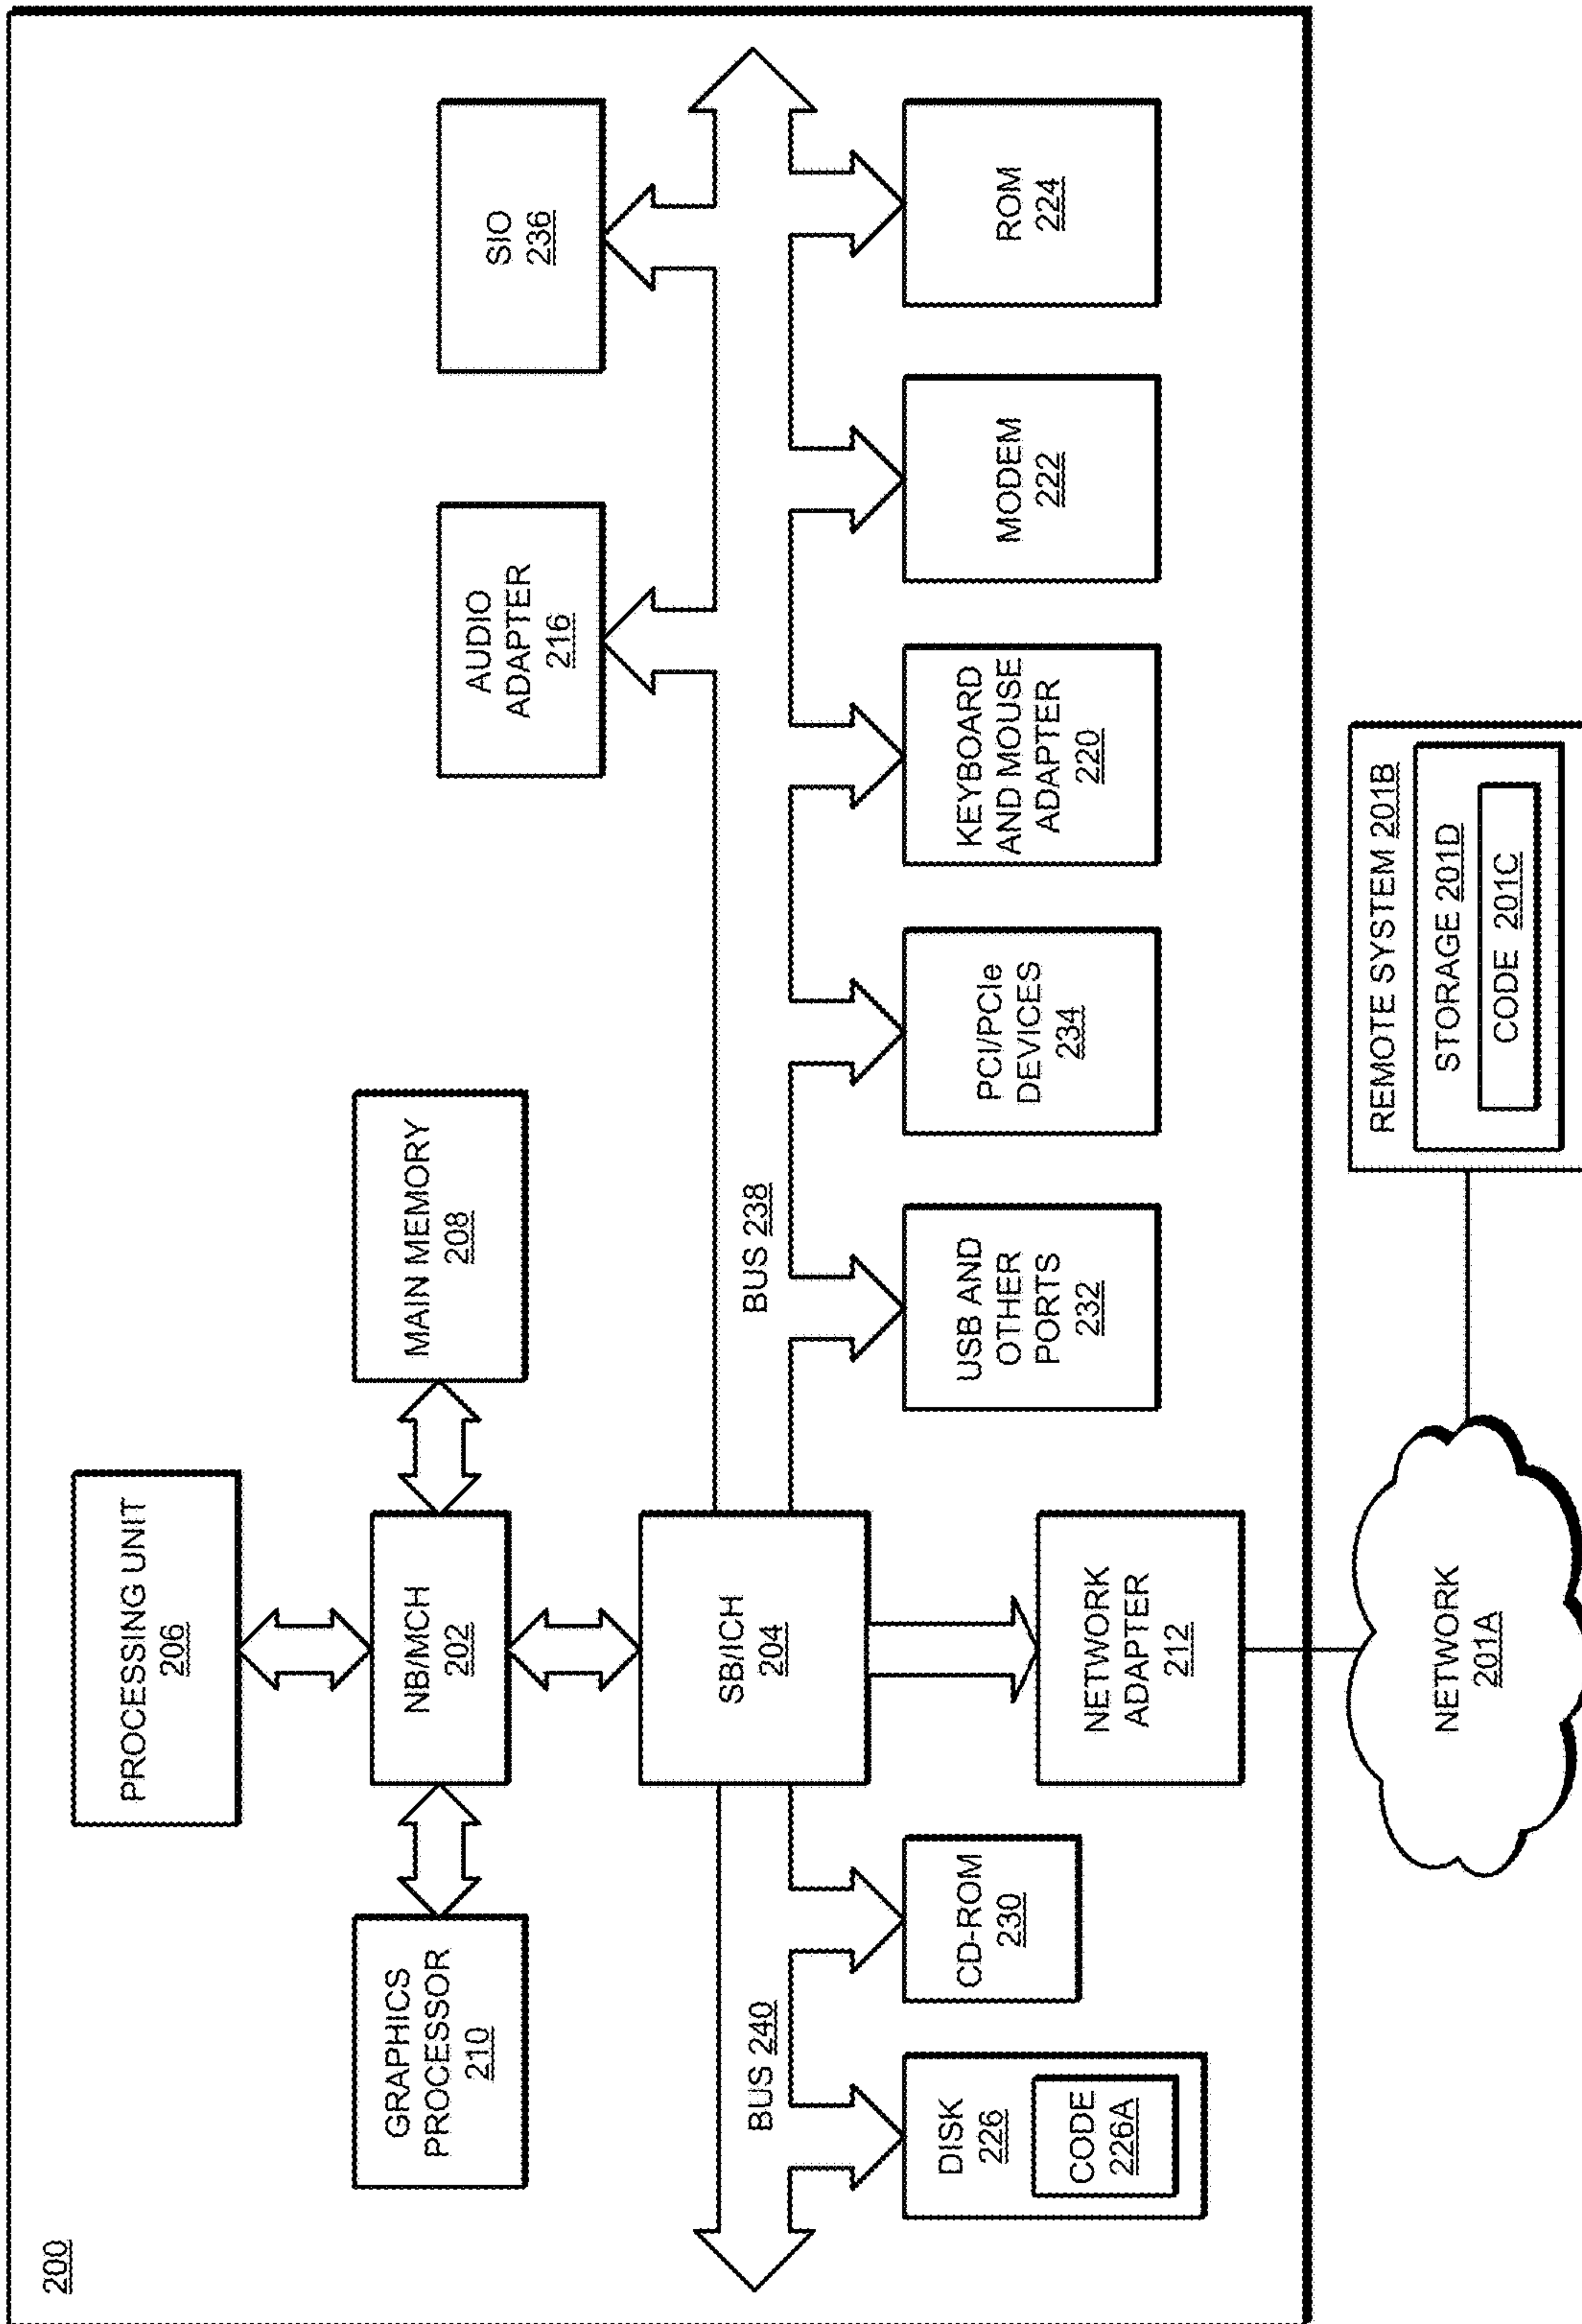 200
PROCESSING UNIT
206
GRAPHICS
PROCESSOR
210
NB/MCH
202
MAIN MEMORY
208
AUDIO
ADAPTER
216
SIO
236
SB/ICH
204
BUS 240
BUS 238
DISK
226
CODE
226A
CD-ROM
230
NETWORK
ADAPTER
212
USB AND
OTHER
PORTS
232
PCI/PCIe
DEVICES
234
KEYBOARD
AND MOUSE
ADAPTER
220
MODEM
222
ROM
224
NETWORK
201A
REMOTE SYSTEM 201B
STORAGE 201D
CODE 201C